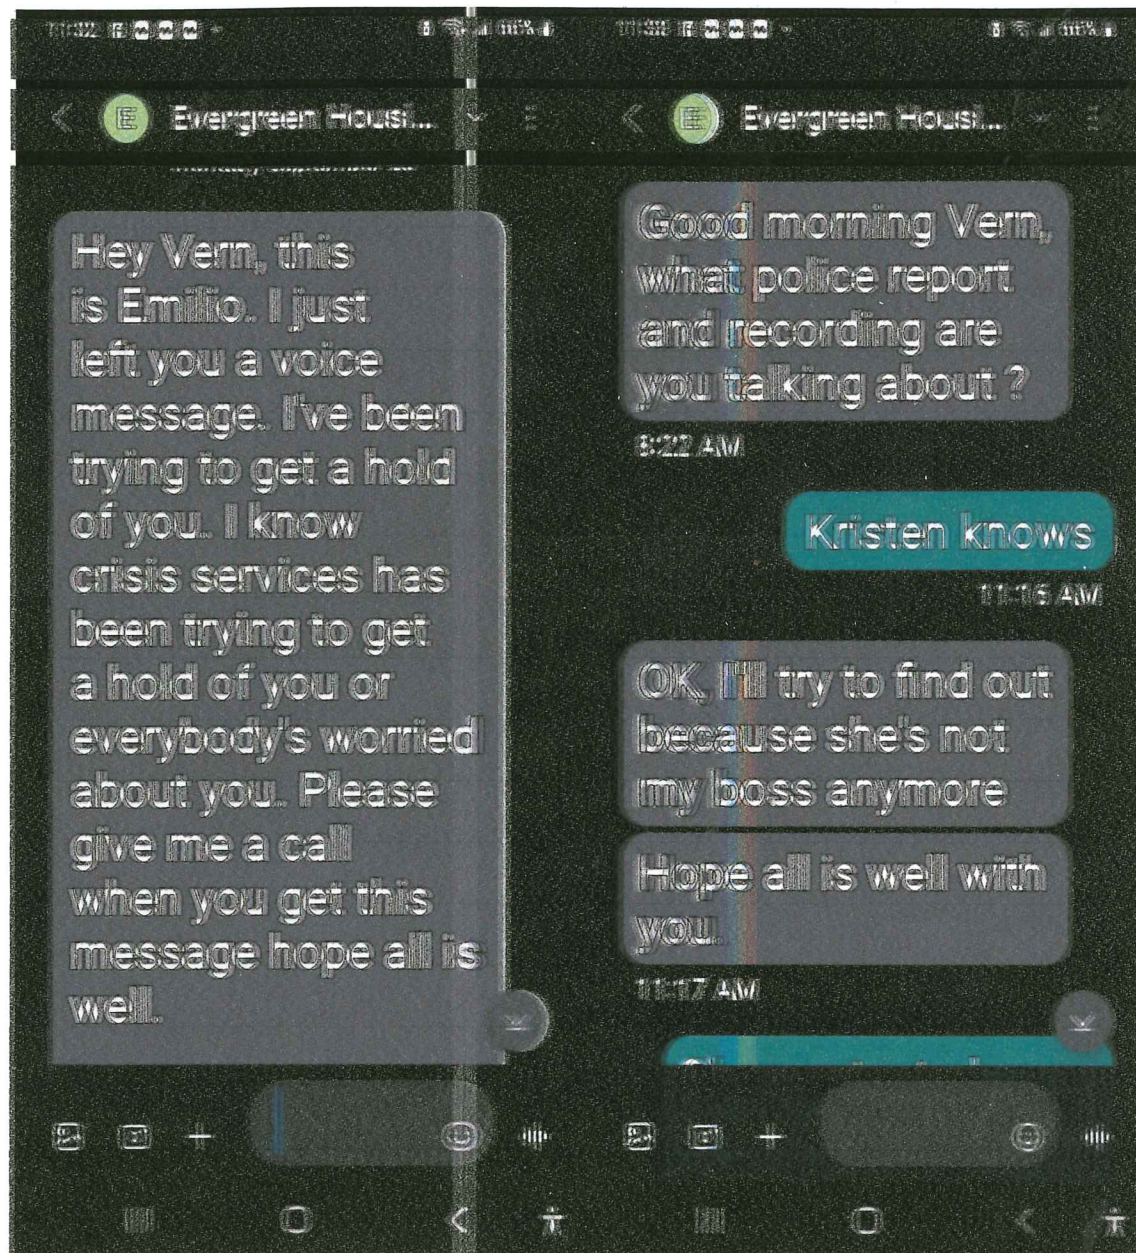 Evergreen Housi...
Hey Vern, this
is Emilio. I just
left you a voice
message. I've been
trying to get a hold
of you. I know
crisis services has
been trying to get
a hold of you or
everybody's worried
about you. Please
give me a call
when you get this
message hope all is
well.
Evergreen Housi...
Good morning Vern,
what police report
and recording are
you talking about ?
8:22 AM
Kristen knows
11:16 AM
OK, I'll try to find out
because she's not
my boss anymore
Hope all is well with
you.
11:17 AM